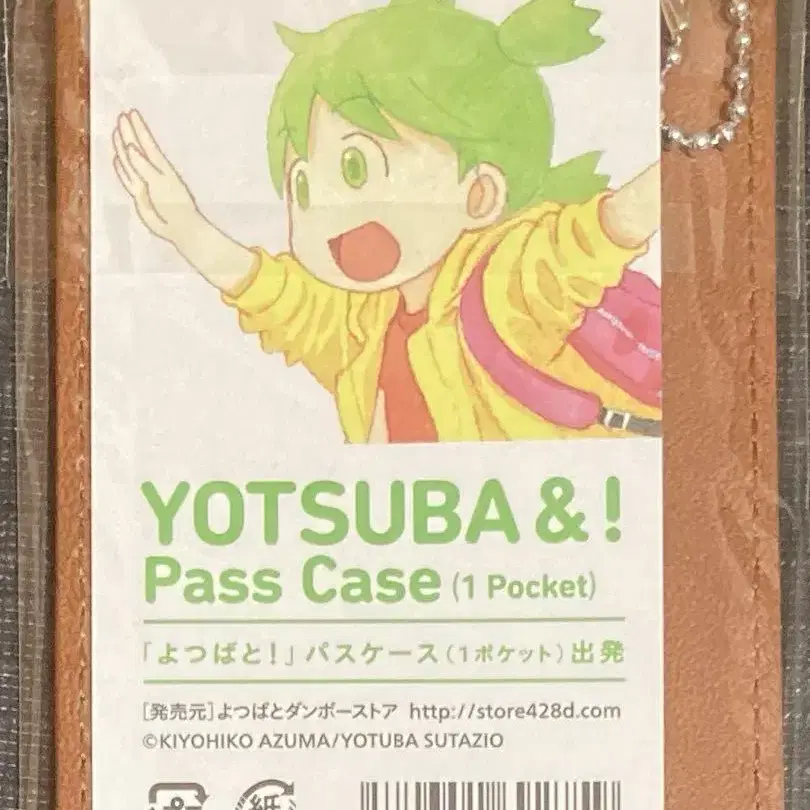 YOTSUBA & !
Pass Case (1 Pocket)
「よつばと!」パスケース(1ポケット)出発
[発売元]よつばとダンボーストア http://store428d.com
©KIYOHIKO AZUMA/YOTUBA SUTAZIO
紙